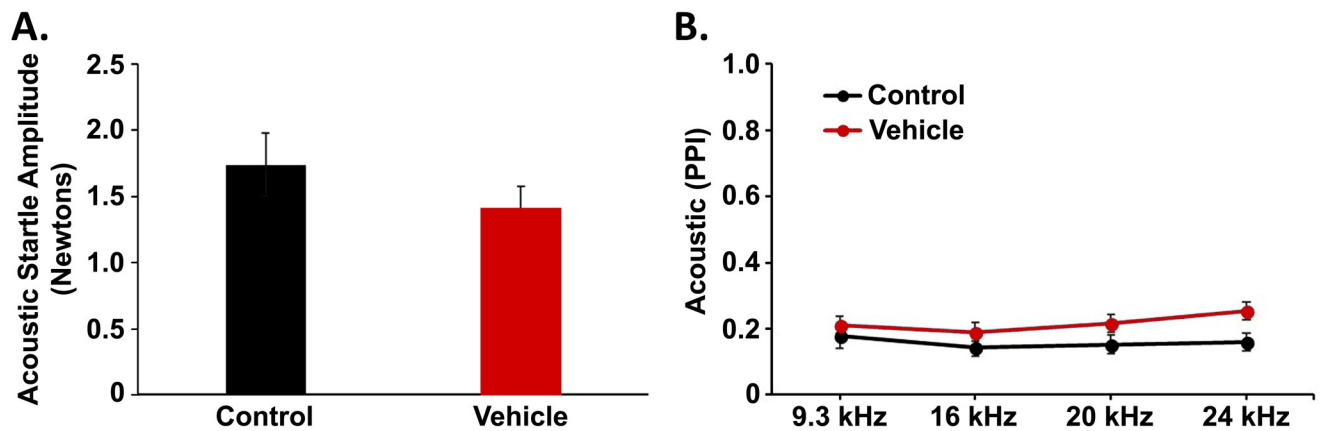 A.
Acoustic Startle Amplitude
(Newtons)
2.5
2.0
1.5
1.0
0.5
0
Control
Vehicle
B.
Acoustic (PPI)
1.0
0.8
0.6
0.4
0.2
0
Control
Vehicle
9.3 kHz
16 kHz
20 kHz
24 kHz